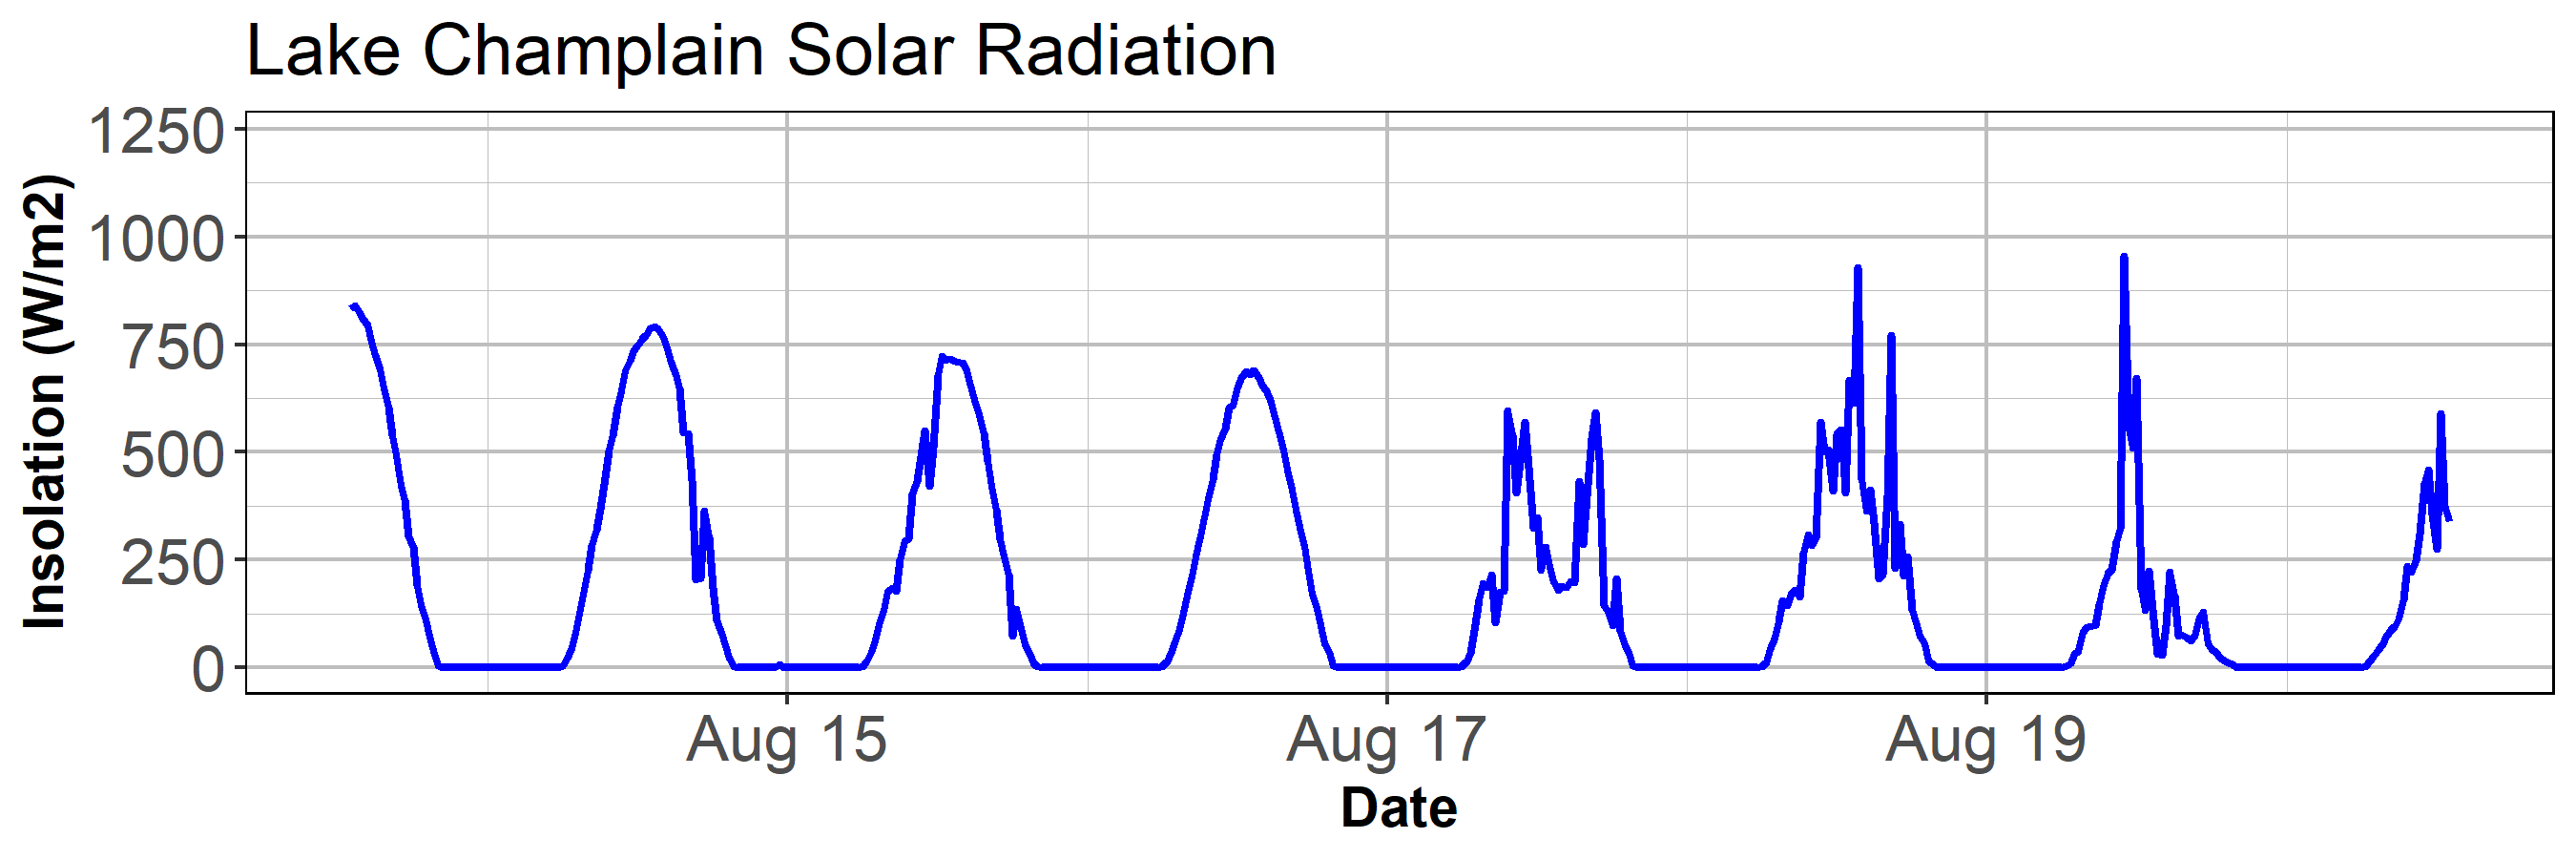 Lake Champlain Solar Radiation
Insolation (W/m2)
1250
1000
750
500
250
0
Aug 15
Aug 17
Aug 19
Date